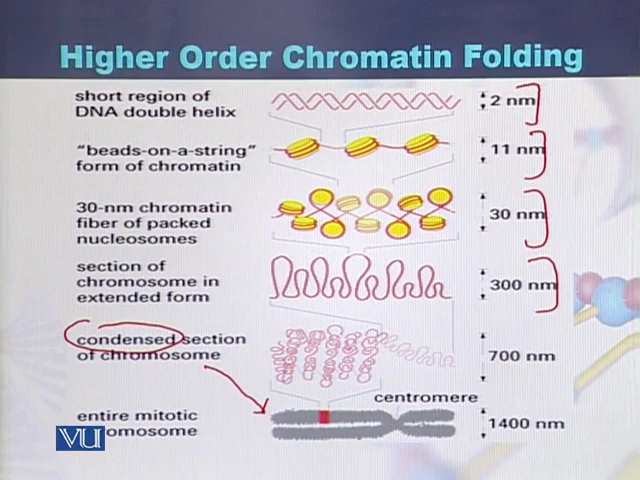 Higher Order Chromatin Folding
short region of
DNA double helix
2 nm
"beads-on-a-string"
form of chromatin
11 nm
30-nm chromatin
fiber of packed
nucleosomes
30 nm
section of
chromosome in
extended form
300 nm
condensed section
of chromosome
700 nm
centromere
entire mitotic
1400 nm
VU